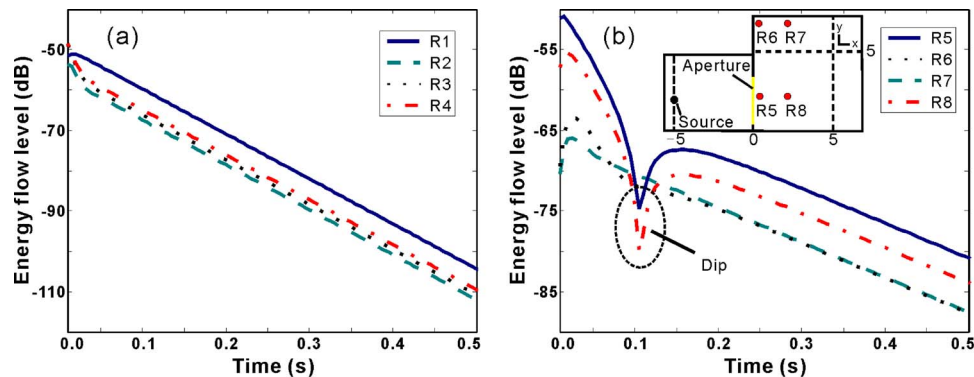 (a)
R1
R2
R3
R4
-50
-70
-90
-110
Energy flow level (dB)
0.0 0.1 0.2 0.3 0.4 0.5
Time (s)
(b)
R6 R7
y
x
5
Aperture
R5 R8
Source
-5 0 5
R5
R6
R7
R8
Dip
-55
-65
-75
-85
Energy flow level (dB)
0.0 0.1 0.2 0.3 0.4 0.5
Time (s)